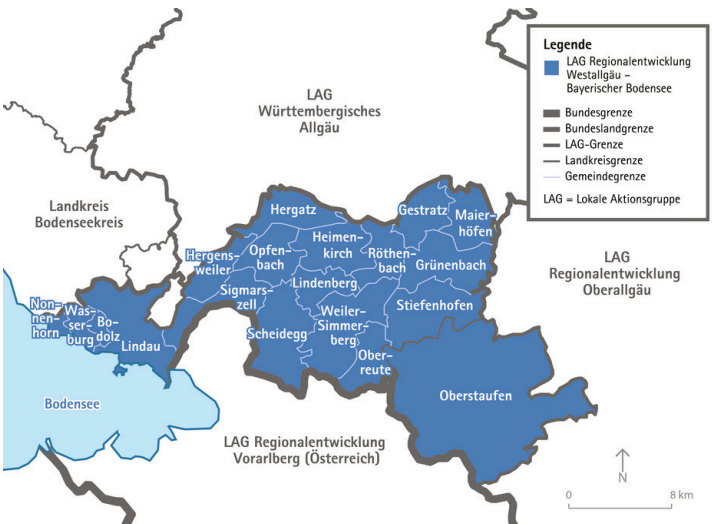 Legende
LAG Regionalentwicklung
Westallgäu –
Bayerischer Bodensee
Bundesgrenze
Bundeslandgrenze
LAG-Grenze
Landkreisgrenze
Gemeindegrenze
LAG = Lokale Aktionsgruppe
LAG
Württembergisches
Allgäu
Landkreis
Bodenseekreis
LAG
Regionalentwicklung
Oberallgäu
Hergatz
Gestratz
Maier-
höfen
Heimen-
kirch
Opfen-
bach
Hergens-
weiler
Röthen-
bach
Grünenbach
Lindenberg
Sigmars-
zell
Stiefenhofen
Non-
nen-
horn
Was-
ser-
burg
Bo-
dolz
Lindau
Scheidegg
Weiler-
Simmer-
berg
Ober-
reute
Oberstaufen
Bodensee
LAG Regionalentwicklung
Vorarlberg (Österreich)
N
0
8 km